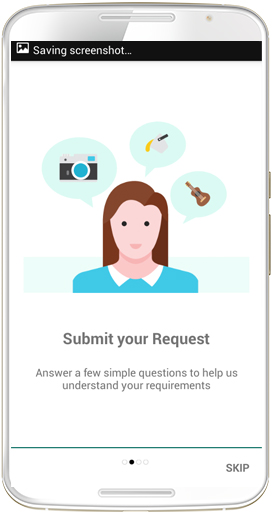 Saving screenshot...
Submit your Request
Answer a few simple questions to help us
understand your requirements
SKIP